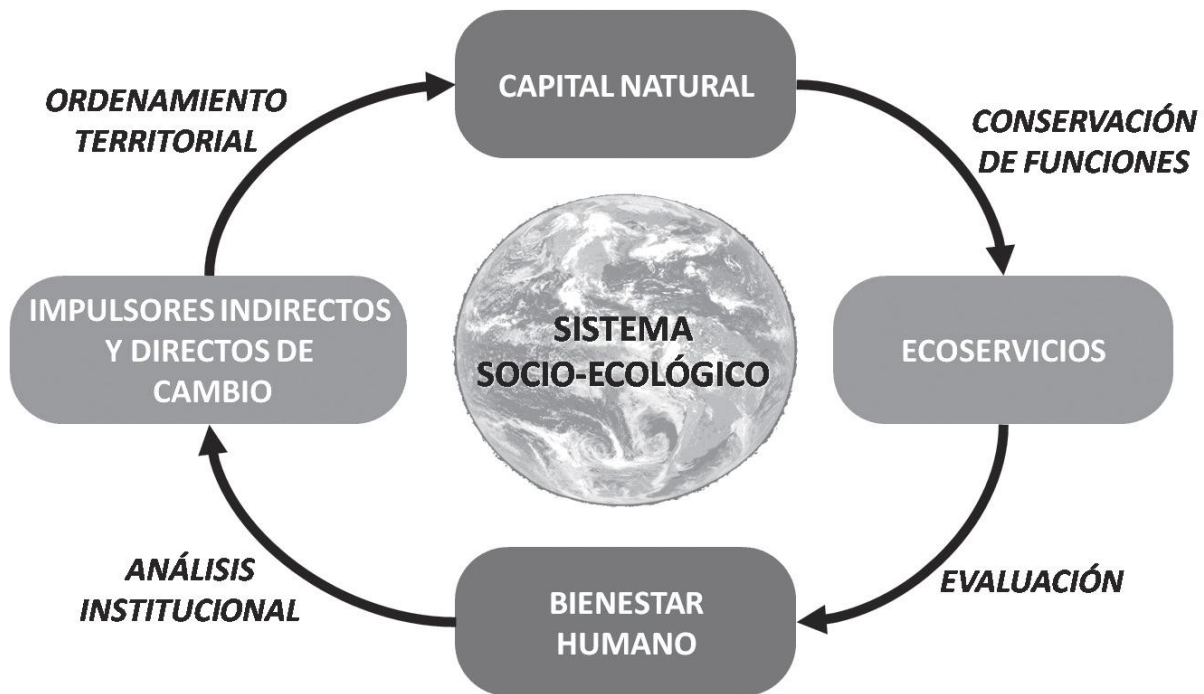 CAPITAL NATURAL
ORDENAMIENTO
TERRITORIAL
CONSERVACIÓN
DE FUNCIONES
IMPULSORES INDIRECTOS
Y DIRECTOS DE
CAMBIO
SISTEMA
SOCIO-ECOLÓGICO
ECOSERVICIOS
ANÁLISIS
INSTITUCIONAL
BIENESTAR
HUMANO
EVALUACIÓN